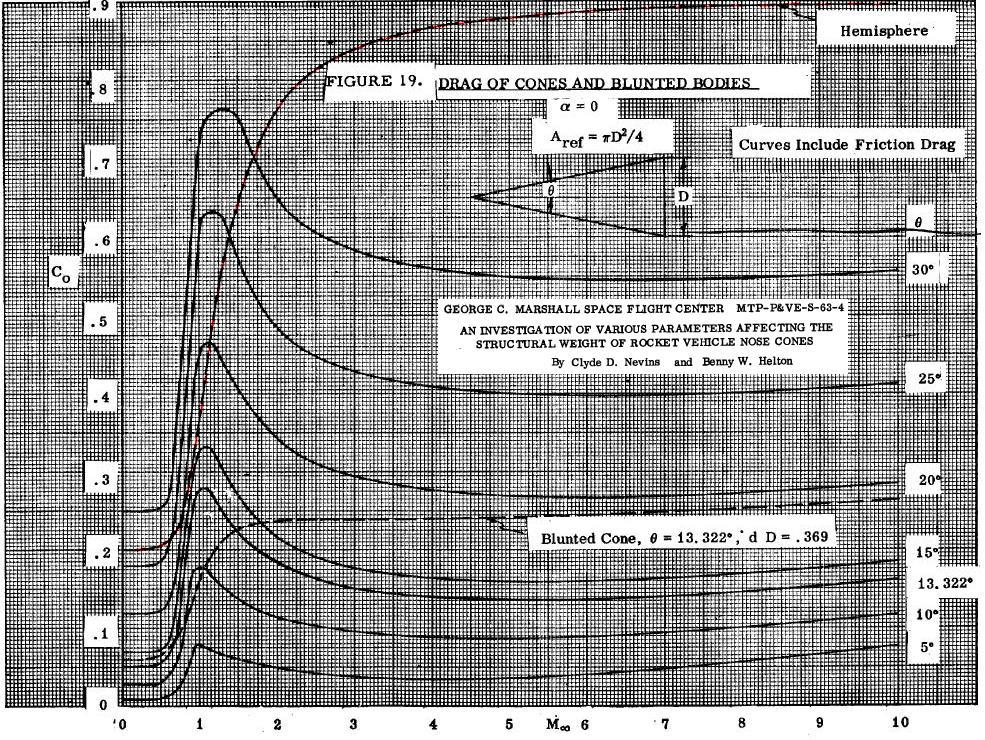 .9
Hemisphere
FIGURE 19. DRAG OF CONES AND BLUNTED BODIES
.8
α = 0
A ref = πD²/4
Curves Include Friction Drag
.7
θ
D
θ
.6
C₀
30°
GEORGE C. MARSHALL SPACE FLIGHT CENTER MTP-P&VE-S-63-4
.5
AN INVESTIGATION OF VARIOUS PARAMETERS AFFECTING THE
STRUCTURAL WEIGHT OF ROCKET VEHICLE NOSE CONES
By Clyde D. Nevins and Benny W. Helton
25°
.4
.3
20°
Blunted Cone, θ = 13.322°, d D = .369
.2
15°
13.322°
10°
.1
5°
0
0 1 2 3 4 5 M∞ 6 7 8 9 10